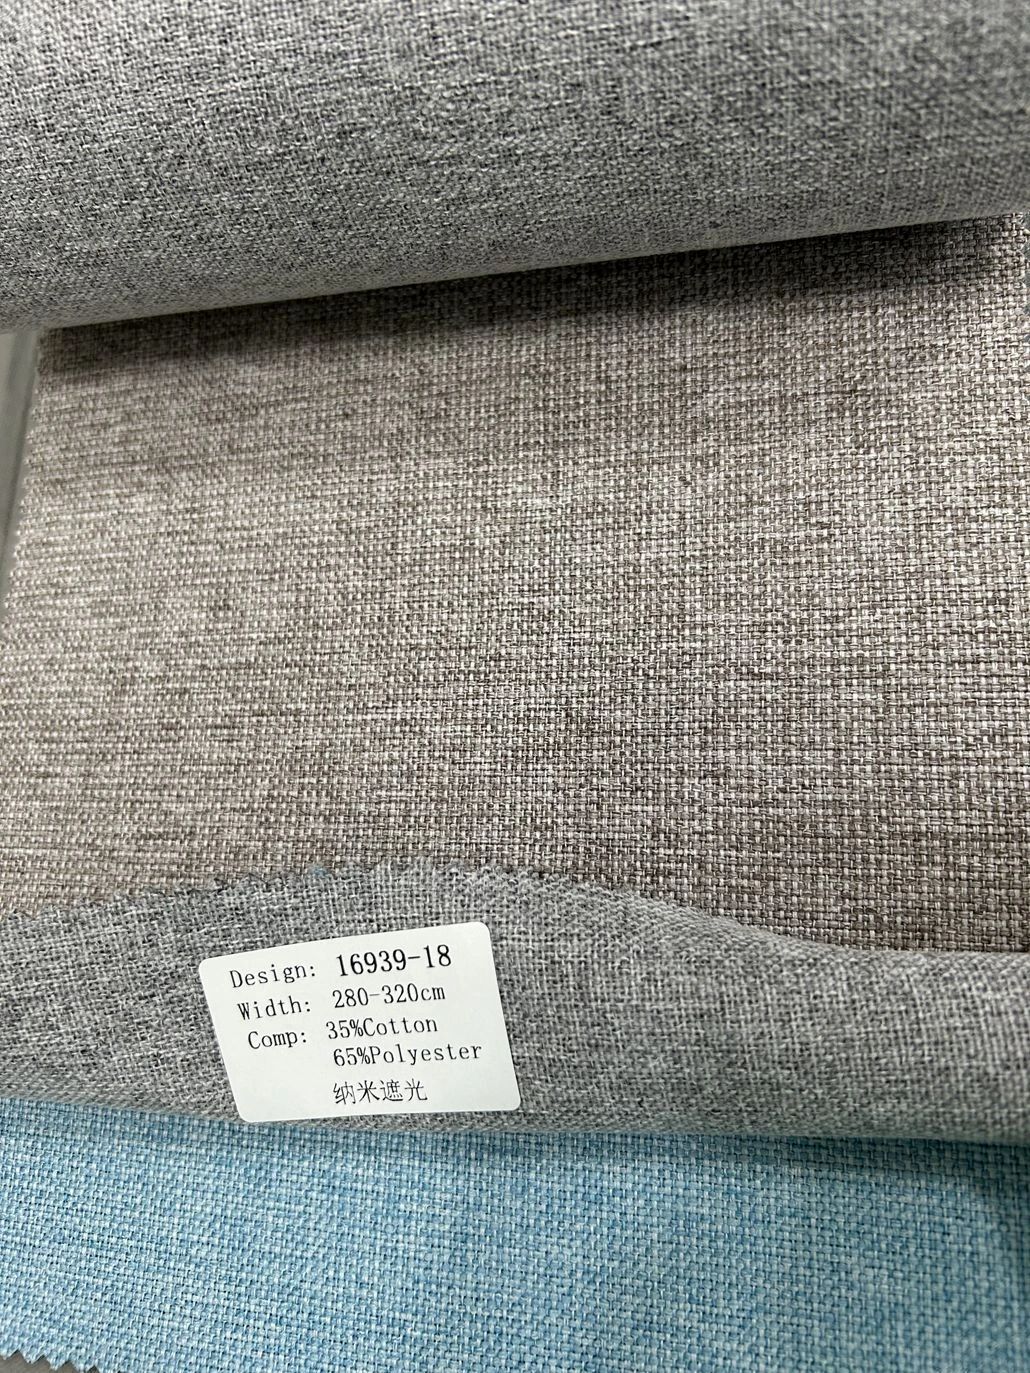 Design: 16939-18
Width: 280-320cm
Comp: 35%Cotton
65%Polyester
纳米遮光